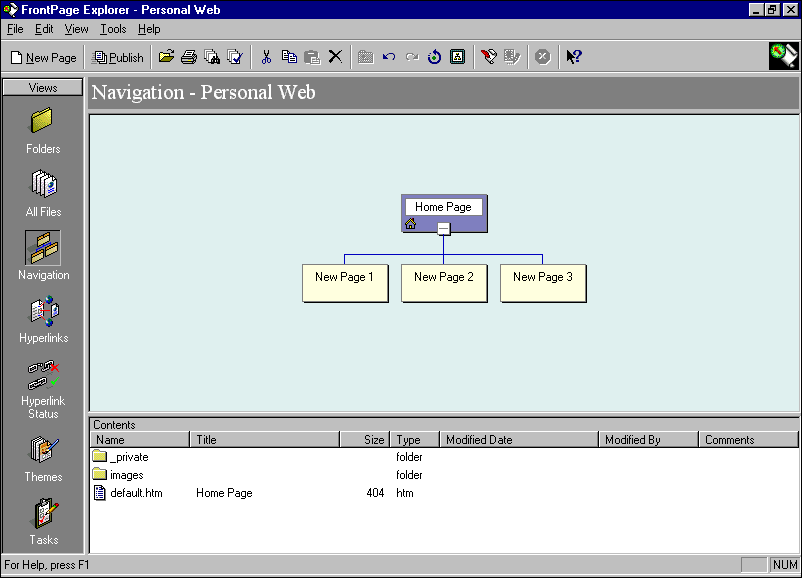 FrontPage Explorer - Personal Web
File Edit View Tools Help
New Page Publish
Views
Folders
All Files
Navigation
Hyperlinks
Hyperlink
Status
Themes
Tasks
Navigation - Personal Web
Home Page
New Page 1 New Page 2 New Page 3
Contents
Name Title Size Type Modified Date Modified By Comments
_private folder
images folder
default.htm Home Page 404 htm
For Help, press F1 NUM